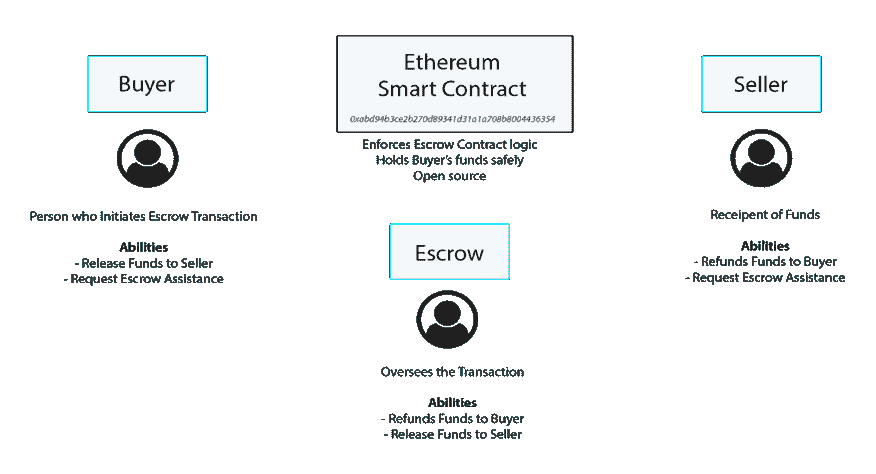 Buyer
Person who Initiates Escrow Transaction
Abilities
- Release Funds to Seller
- Request Escrow Assistance
Ethereum
Smart Contract
0xabd94b3ce2b270d89341d31a1a708b8004436354
Enforces Escrow Contract logic
Holds Buyer's funds safely
Open source
Escrow
Oversees the Transaction
Abilities
- Refunds Funds to Buyer
- Release Funds to Seller
Seller
Receipent of Funds
Abilities
- Refunds Funds to Buyer
- Request Escrow Assistance